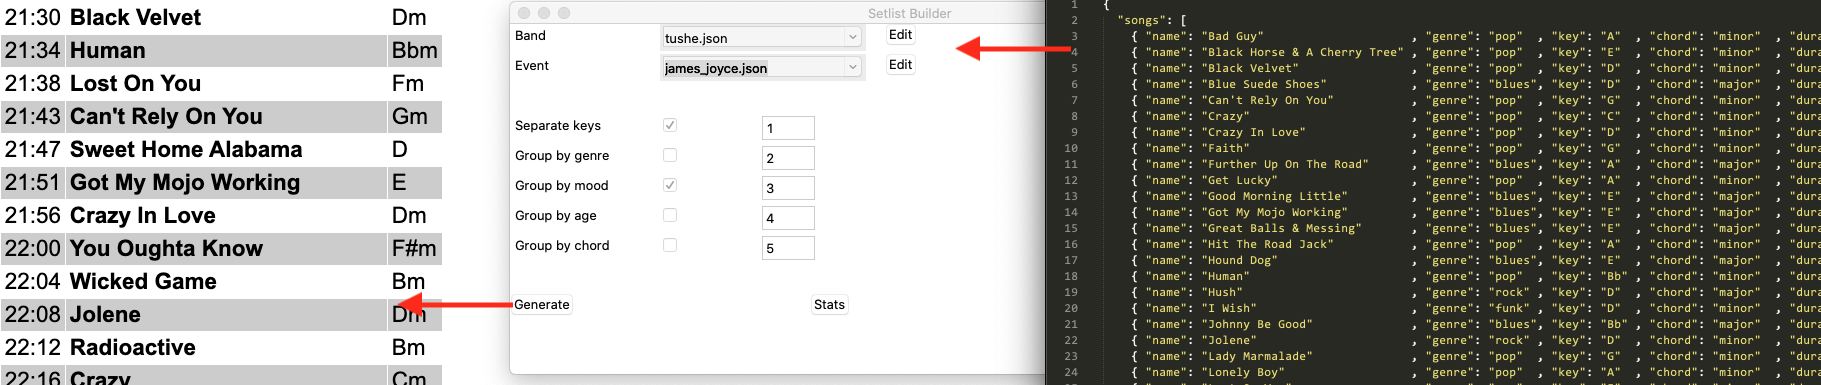 21:30 Black Velvet Dm
21:34 Human Bbm
21:38 Lost On You Fm
21:43 Can't Rely On You Gm
21:47 Sweet Home Alabama D
21:51 Got My Mojo Working E
21:56 Crazy In Love Dm
22:00 You Oughta Know F#m
22:04 Wicked Game Bm
22:08 Jolene Dm
22:12 Radioactive Bm
22:16 Crazy Cm
Setlist Builder
Band tushe.json Edit
Event james_joyce.json Edit
Separate keys 1
Group by genre 2
Group by mood 3
Group by age 4
Group by chord 5
Generate Stats
1 {
2 "songs": [
3 { "name": "Bad Guy" , "genre": "pop" , "key": "A" , "chord": "minor" , "dura
4 { "name": "Black Horse & A Cherry Tree" , "genre": "pop" , "key": "E" , "chord": "minor" , "dura
5 { "name": "Black Velvet" , "genre": "pop" , "key": "D" , "chord": "minor" , "dura
6 { "name": "Blue Suede Shoes" , "genre": "blues", "key": "D" , "chord": "major" , "dura
7 { "name": "Can't Rely On You" , "genre": "pop" , "key": "G" , "chord": "minor" , "dura
8 { "name": "Crazy" , "genre": "pop" , "key": "C" , "chord": "minor" , "dura
9 { "name": "Crazy In Love" , "genre": "pop" , "key": "D" , "chord": "minor" , "dura
10 { "name": "Faith" , "genre": "pop" , "key": "G" , "chord": "minor" , "dura
11 { "name": "Further Up On The Road" , "genre": "blues", "key": "A" , "chord": "major" , "dura
12 { "name": "Get Lucky" , "genre": "pop" , "key": "A" , "chord": "minor" , "dura
13 { "name": "Good Morning Little" , "genre": "blues", "key": "E" , "chord": "minor" , "dura
14 { "name": "Got My Mojo Working" , "genre": "blues", "key": "E" , "chord": "major" , "dura
15 { "name": "Great Balls & Messing" , "genre": "blues", "key": "E" , "chord": "major" , "dura
16 { "name": "Hit The Road Jack" , "genre": "pop" , "key": "A" , "chord": "minor" , "dura
17 { "name": "Hound Dog" , "genre": "blues", "key": "E" , "chord": "major" , "dura
18 { "name": "Human" , "genre": "pop" , "key": "Bb" , "chord": "minor" , "dura
19 { "name": "Hush" , "genre": "rock" , "key": "D" , "chord": "major" , "dura
20 { "name": "I Wish" , "genre": "funk" , "key": "D" , "chord": "minor" , "dura
21 { "name": "Johnny Be Good" , "genre": "blues", "key": "Bb" , "chord": "major" , "dura
22 { "name": "Jolene" , "genre": "rock" , "key": "D" , "chord": "minor" , "dura
23 { "name": "Lady Marmalade" , "genre": "pop" , "key": "G" , "chord": "minor" , "dura
24 { "name": "Lonely Boy" , "genre": "pop" , "key": "E" , "chord": "minor" , "dura